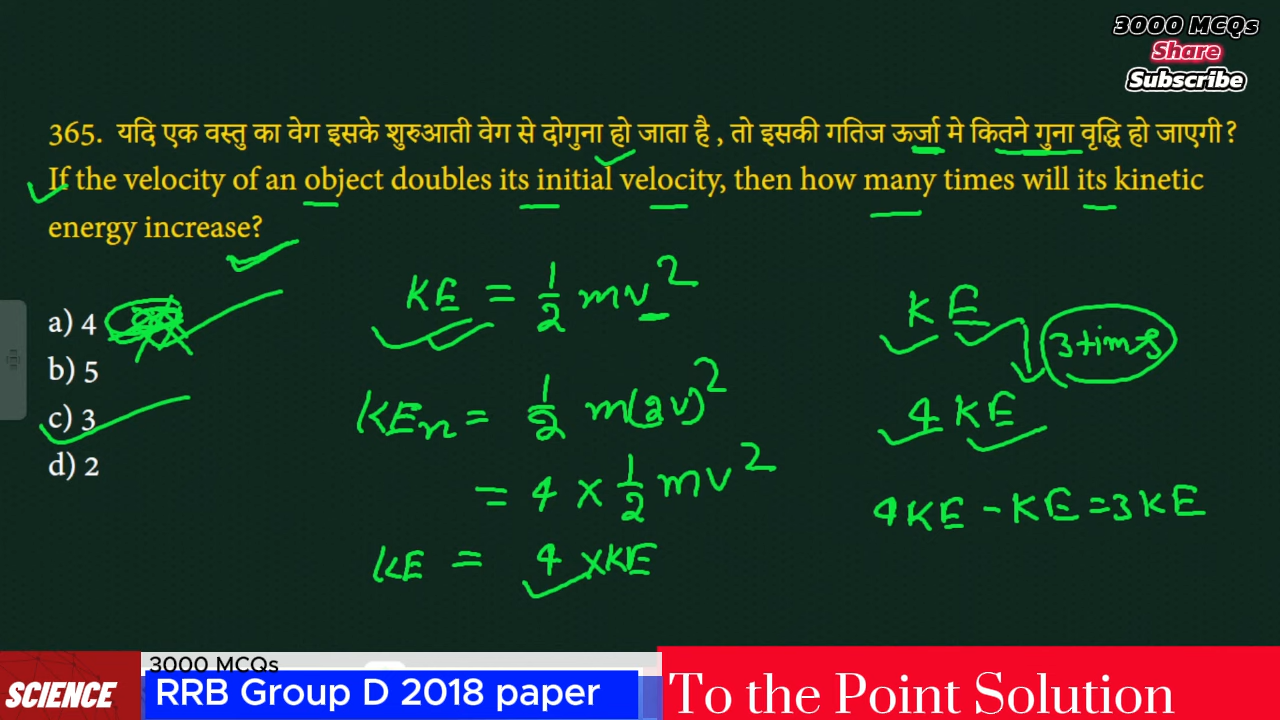 3000 MCQs
Share
Subscribe
365. यदि एक वस्तु का वेग इसके शुरुआती वेग से दोगुना हो जाता है , तो इसकी गतिज ऊर्जा मे कितने गुना वृद्धि हो जाएगी ?
If the velocity of an object doubles its initial velocity, then how many times will its kinetic
energy increase?
a) 4
b) 5
c) 3
d) 2
KE = 1/2 mv²
KEn = 1/2 m(2v)²
= 4 × 1/2 mv²
KE = 4 × KE
KE
3 times
4 KE
4KE - KE = 3KE
SCIENCE
3000 MCQs
RRB Group D 2018 paper
To the Point Solution